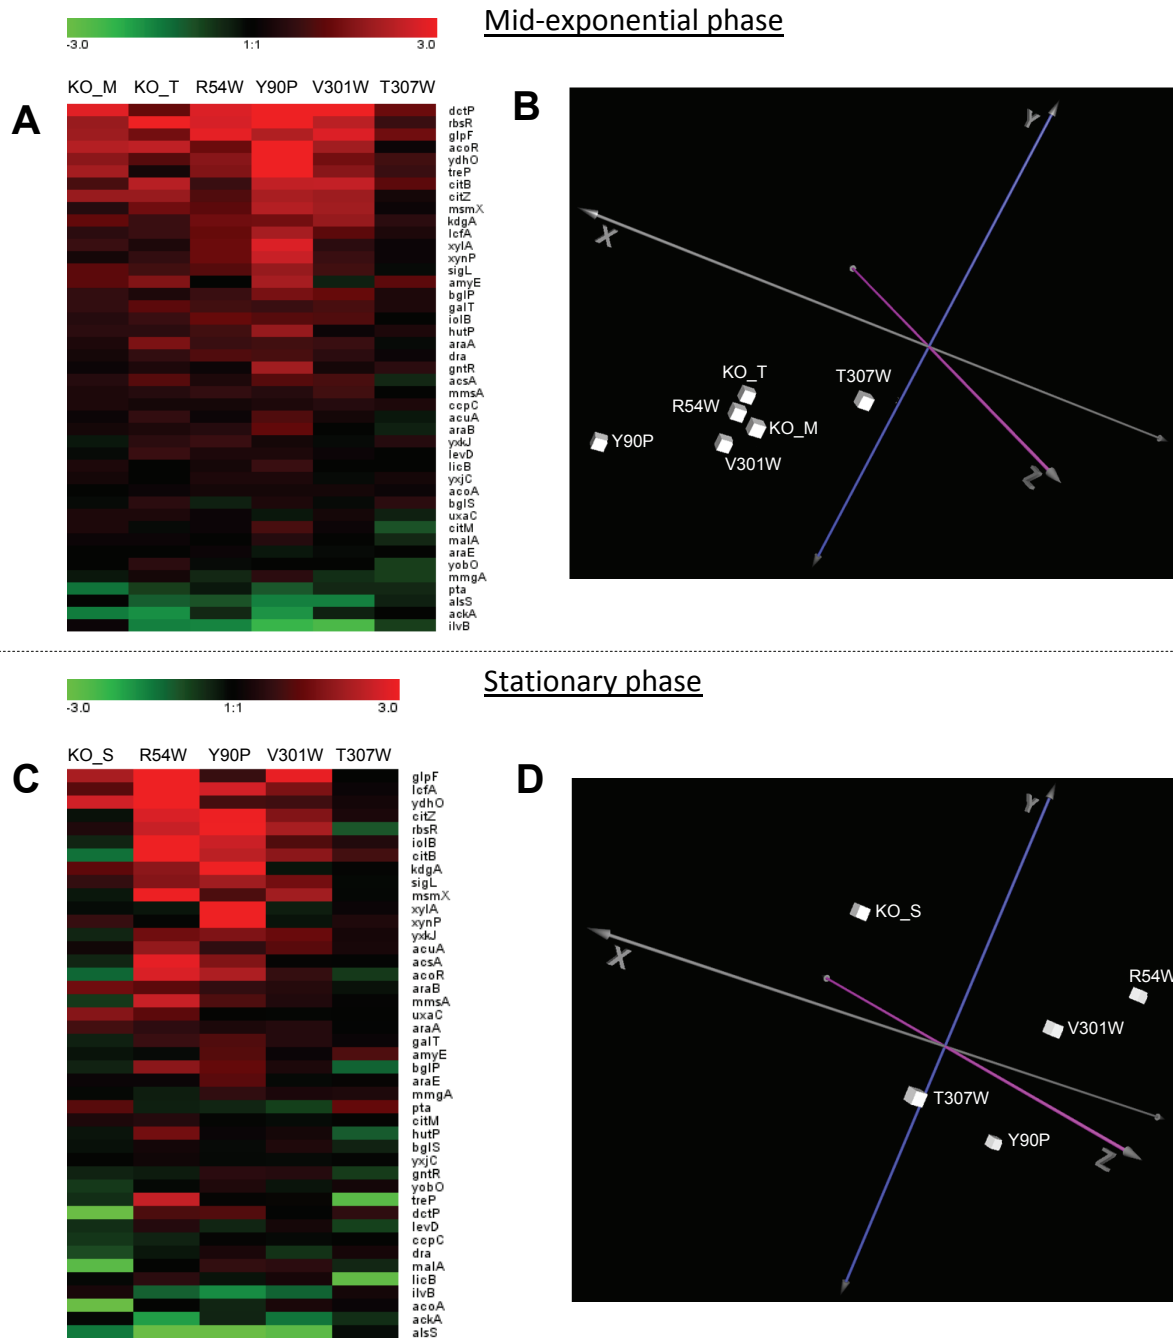 Mid-exponential phase
-3.0 1:1 3.0
A
KO_M KO_T R54W Y90P V301W T307W
dctP
rbsR
glpF
acoR
ydhO
treP
citB
citZ
msmX
kdgA
lcfA
xylA
xynP
sigL
amyE
bglP
galT
iolB
hutP
araA
dra
gntR
acsA
mmsA
ccpC
acuA
araB
yxkJ
levD
licB
yxjC
acoA
bglS
uxaC
citM
malA
araE
yobO
mmgA
pta
alsS
ackA
ilvB
B
Y
X
Z
KO_T
T307W
R54W
KO_M
Y90P
V301W
Stationary phase
-3.0 1:1 3.0
C
KO_S R54W Y90P V301W T307W
glpF
lcfA
ydhO
citZ
rbsR
iolB
citB
kdgA
sigL
msmX
xylA
xynP
yxkJ
acuA
acsA
acoR
araB
mmsA
uxaC
araA
galT
amyE
bglP
araE
mmgA
pta
citM
hutP
bglS
yxjC
gntR
yobO
treP
dctP
levD
ccpC
dra
malA
licB
ilvB
acoA
ackA
alsS
D
Y
KO_S
X
R54W
V301W
T307W
Y90P
Z